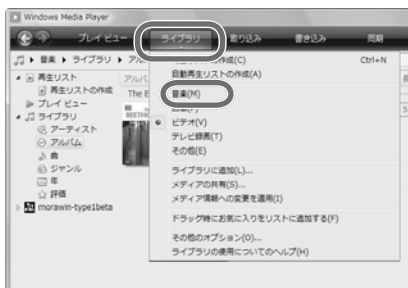 Windows Media Player
プレイ ビュー
ライブラリ
取り込み
書き込み
同期
音楽 ▶ ライブラリ ▶
の作成(C) Ctrl+N
自動再生リストの作成(A)
音楽(M)
ビデオ(V)
テレビ録画(T)
その他(E)
ライブラリに追加(L)...
メディアの共有(S)...
メディア情報への変更を適用(I)
ドラッグ時にお気に入りをリストに追加する(F)
その他のオプション(O)...
ライブラリの使用についてのヘルプ(H)
再生リスト
再生リストの作成
プレイ ビュー
ライブラリ
アーティスト
アルバム
曲
ジャンル
年
評価
morawin-type1beta
アルバ
The E